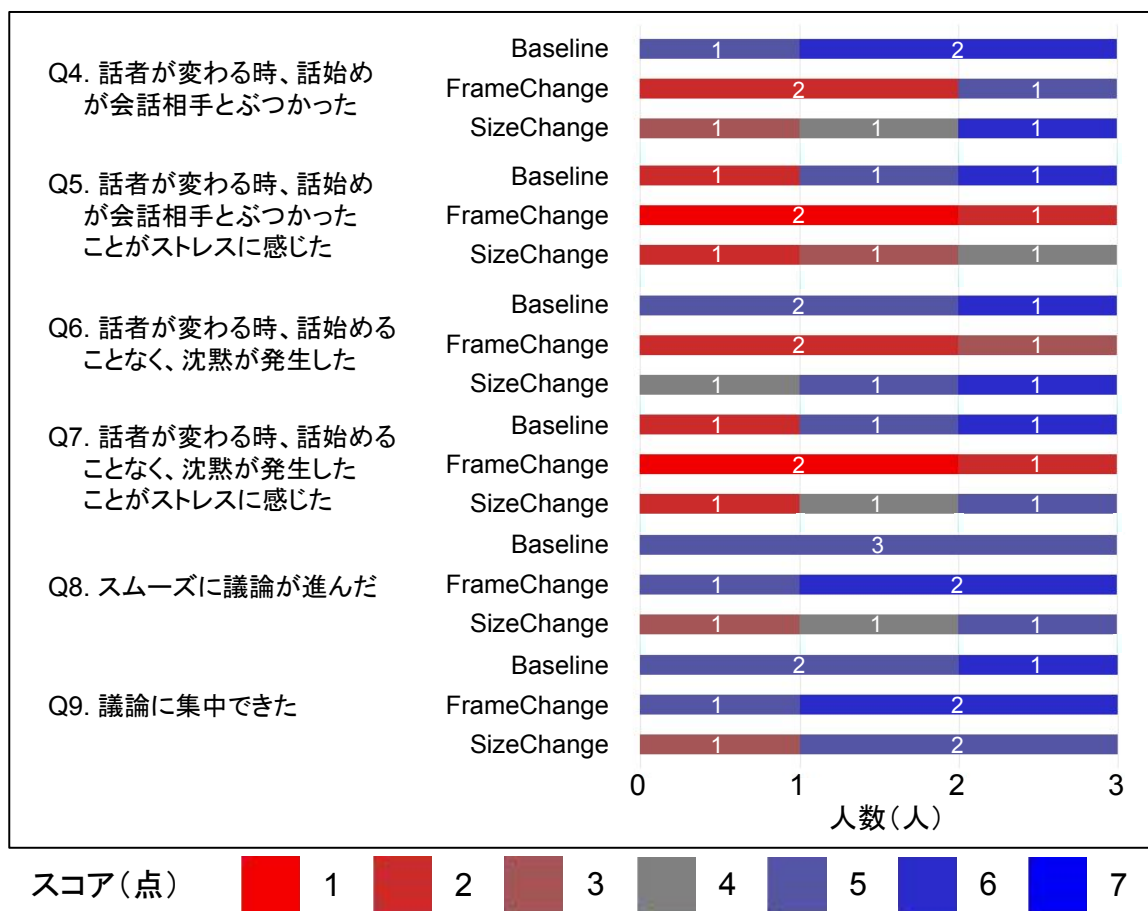 Q4. 話者が変わる時、話始め
が会話相手とぶつかった
Baseline
1 2
FrameChange
2 1
SizeChange
1 1 1
Q5. 話者が変わる時、話始め
が会話相手とぶつかった
ことがストレスに感じた
Baseline
1 1 1
FrameChange
2 1
SizeChange
1 1 1
Q6. 話者が変わる時、話始める
ことなく、沈黙が発生した
Baseline
2 1
FrameChange
2 1
SizeChange
1 1 1
Q7. 話者が変わる時、話始める
ことなく、沈黙が発生した
ことがストレスに感じた
Baseline
1 1 1
FrameChange
2 1
SizeChange
1 1 1
Q8. スムーズに議論が進んだ
Baseline
3
FrameChange
1 2
SizeChange
1 1 1
Q9. 議論に集中できた
Baseline
2 1
FrameChange
1 2
SizeChange
1 2
0 1 2 3
人数(人)
スコア(点) 1 2 3 4 5 6 7